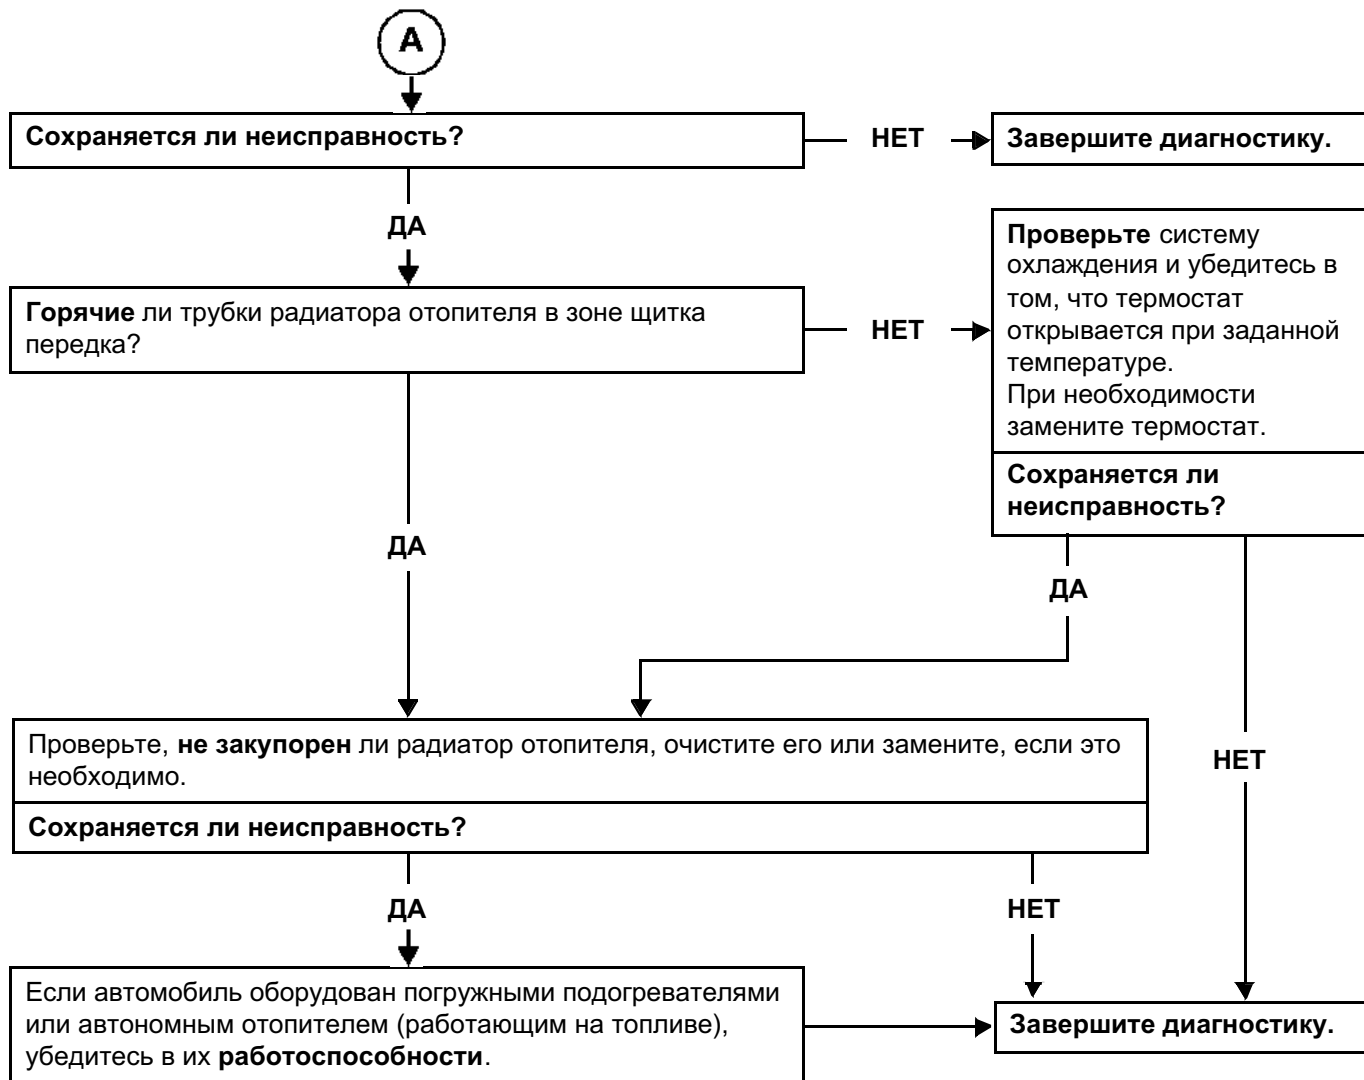 A
Сохраняется ли неисправность?
НЕТ
Завершите диагностику.
ДА
Горячие ли трубки радиатора отопителя в зоне щитка
передка?
НЕТ
Проверьте систему
охлаждения и убедитесь в
том, что термостат
открывается при заданной
температуре.
При необходимости
замените термостат.
Сохраняется ли
неисправность?
ДА
ДА
Проверьте, не закупорен ли радиатор отопителя, очистите его или замените, если это
необходимо.
НЕТ
Сохраняется ли неисправность?
ДА
НЕТ
Если автомобиль оборудован погружными подогревателями
или автономным отопителем (работающим на топливе),
убедитесь в их работоспособности.
Завершите диагностику.